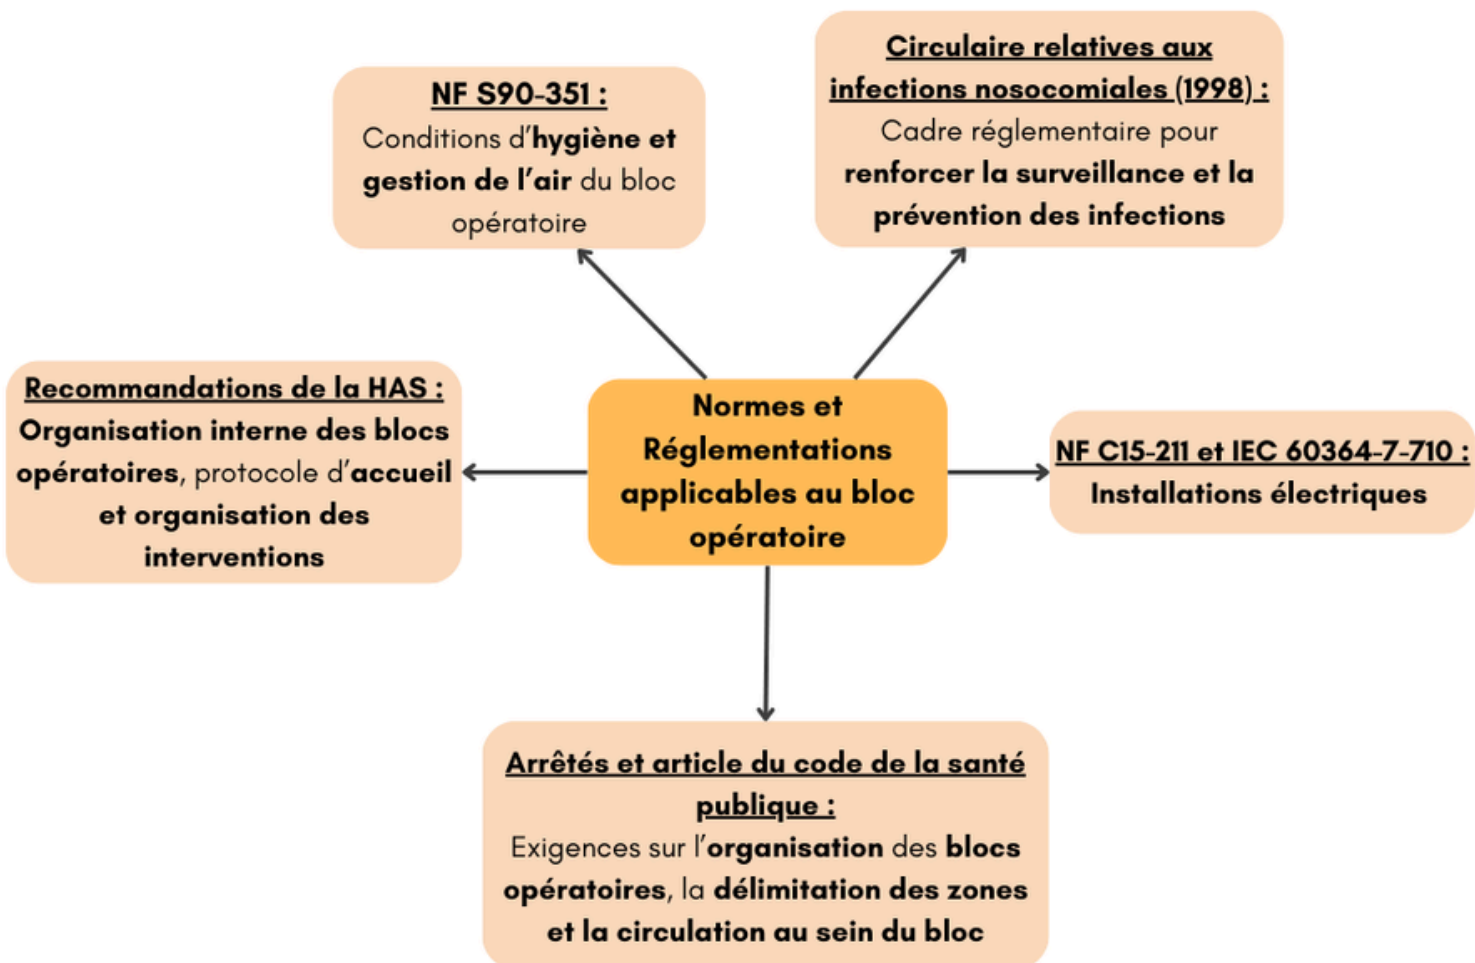 NF S90-351 :
Conditions d'hygiène et
gestion de l'air du bloc
opératoire
Circulaire relatives aux
infections nosocomiales (1998) :
Cadre réglementaire pour
renforcer la surveillance et la
prévention des infections
Recommandations de la HAS :
Organisation interne des blocs
opératoires, protocole d'accueil
et organisation des
interventions
Normes et
Réglementations
applicables au bloc
opératoire
NF C15-211 et IEC 60364-7-710 :
Installations électriques
Arrêtés et article du code de la santé
publique :
Exigences sur l'organisation des blocs
opératoires, la délimitation des zones
et la circulation au sein du bloc